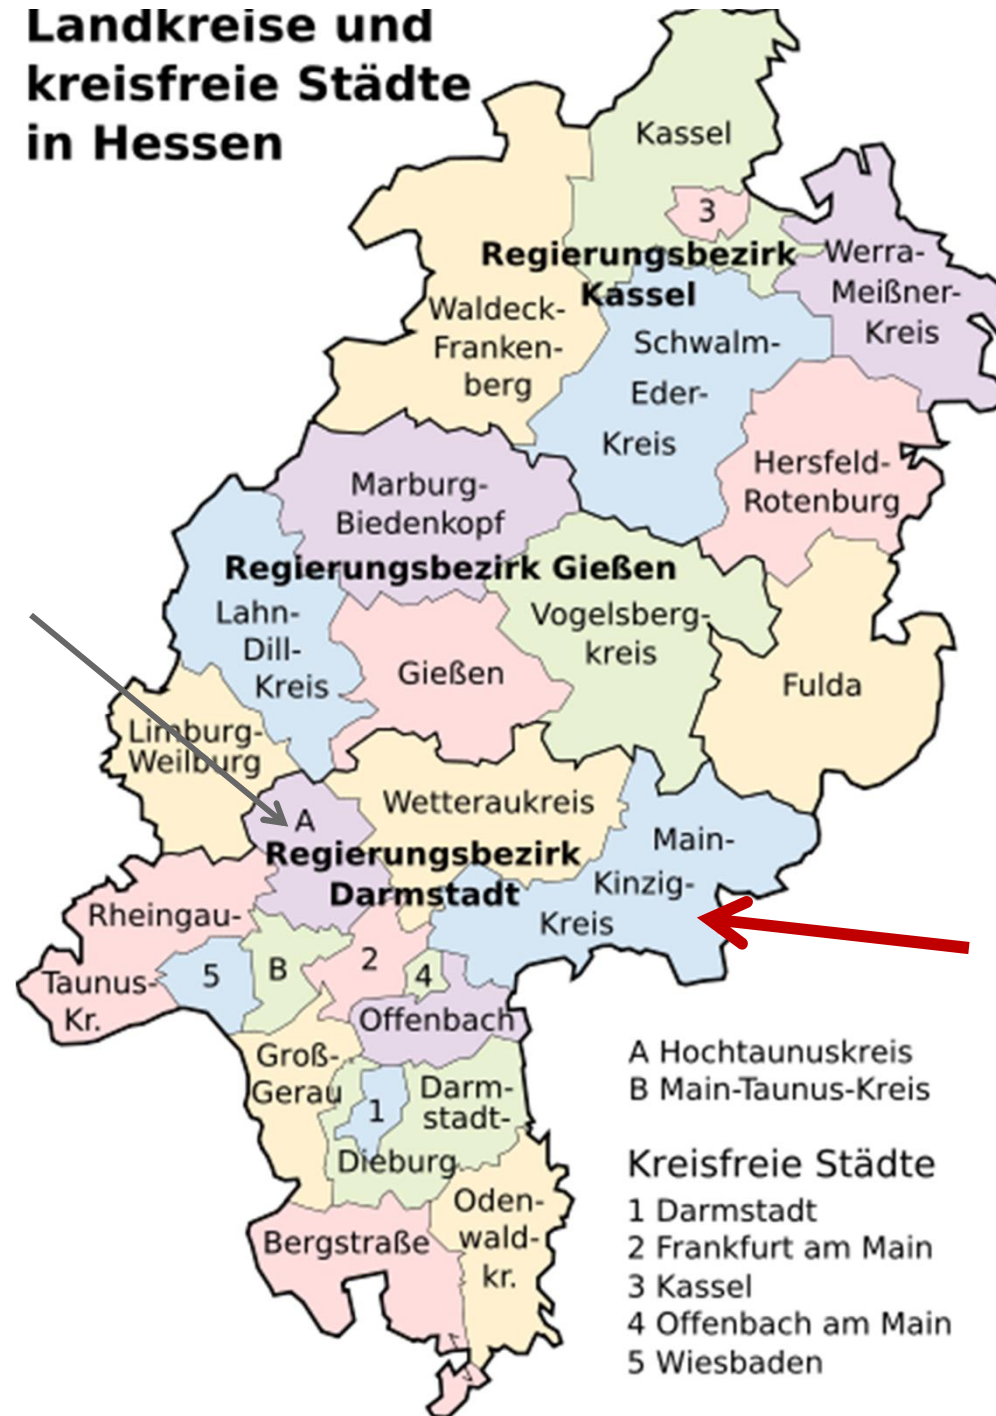 Landkreise und
kreisfreie Städte
in Hessen
Kassel
3
Regierungsbezirk
Kassel
Werra-
Meißner-
Kreis
Waldeck-
Franken-
berg
Schwalm-
Eder-
Kreis
Hersfeld-
Rotenburg
Marburg-
Biedenkopf
Regierungsbezirk Gießen
Lahn-
Dill-
Kreis
Gießen
Vogelsberg-
kreis
Fulda
Limburg-
Weilburg
A
Wetteraukreis
Main-
Kinzig-
Kreis
Regierungsbezirk
Darmstadt
Rheingau-
Taunus-
Kr.
5
B
2
4
Offenbach
Groß-
Gerau
1
Darm-
stadt-
Dieburg
Oden-
wald-
kr.
Bergstraße
A Hochtaunuskreis
B Main-Taunus-Kreis
Kreisfreie Städte
1 Darmstadt
2 Frankfurt am Main
3 Kassel
4 Offenbach am Main
5 Wiesbaden